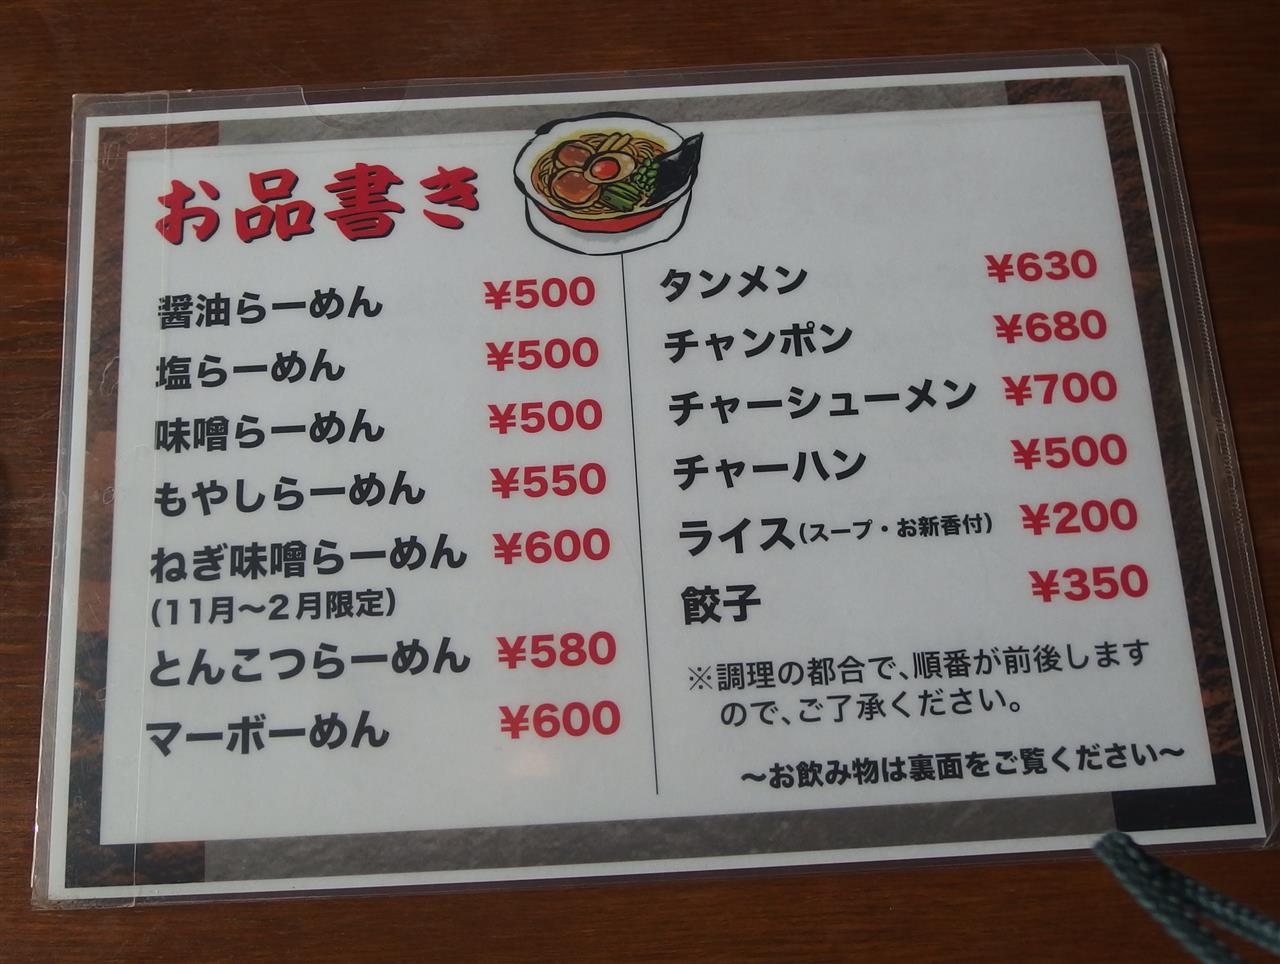 お品書き
醤油らーめん ¥500
塩らーめん ¥500
味噌らーめん ¥500
もやしらーめん ¥550
ねぎ味噌らーめん ¥600
(11月〜2月限定)
とんこつらーめん ¥580
マーボーめん ¥600
タンメン ¥630
チャンポン ¥680
チャーシューメン ¥700
チャーハン ¥500
ライス(スープ・お新香付) ¥200
餃子 ¥350
※調理の都合で、順番が前後します
ので、ご了承ください。
〜お飲み物は裏面をご覧ください〜